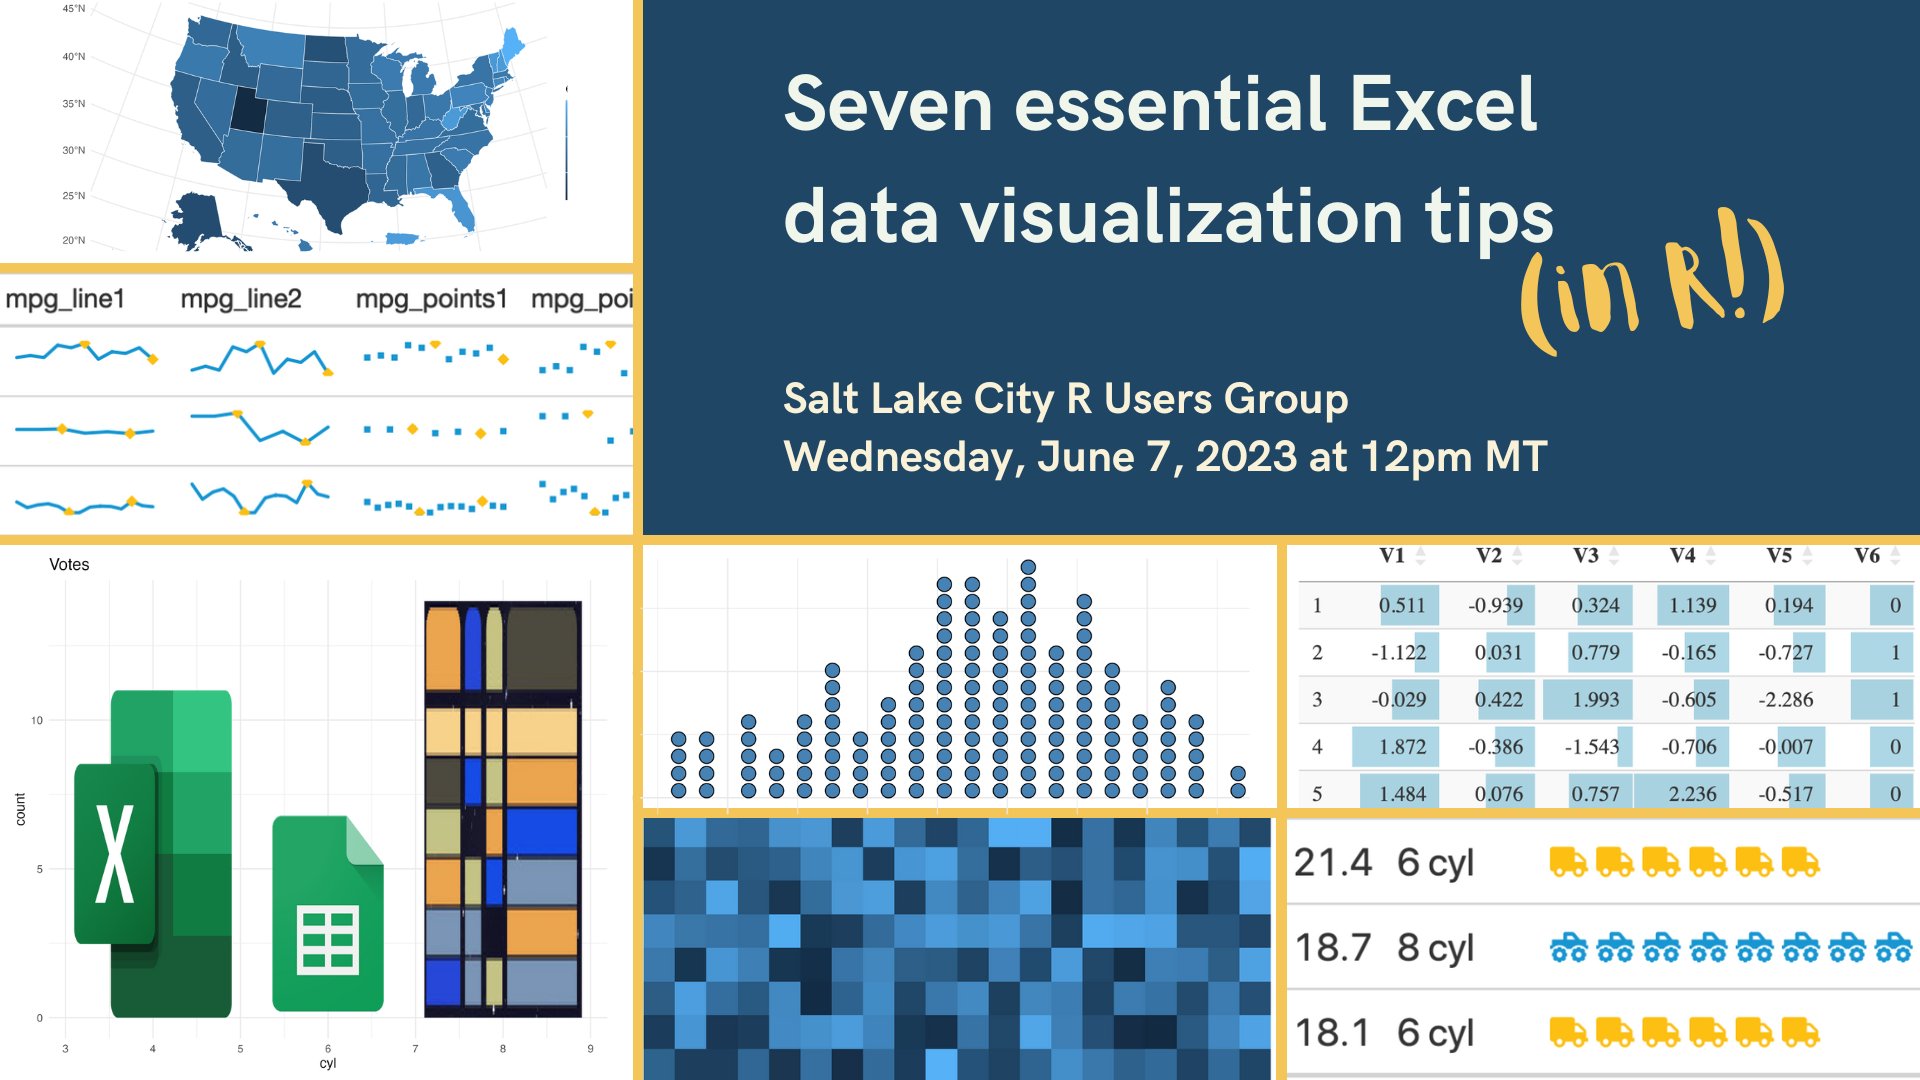 45°N
40°N
35°N
30°N
25°N
20°N
Seven essential Excel
data visualization tips
(in R!)
Salt Lake City R Users Group
Wednesday, June 7, 2023 at 12pm MT
mpg_line1 mpg_line2 mpg_points1 mpg_poi
Votes
count
10
5
0
3 4 5 6 7 8 9
cyl
X
V1 V2 V3 V4 V5 V6
1 0.511 -0.939 0.324 1.139 0.194 0
2 -1.122 0.031 0.779 -0.165 -0.727 1
3 -0.029 0.422 1.993 -0.605 -2.286 1
4 1.872 -0.386 -1.543 -0.706 -0.007 0
5 1.484 0.076 0.757 2.236 -0.517 0
21.4 6 cyl
18.7 8 cyl
18.1 6 cyl